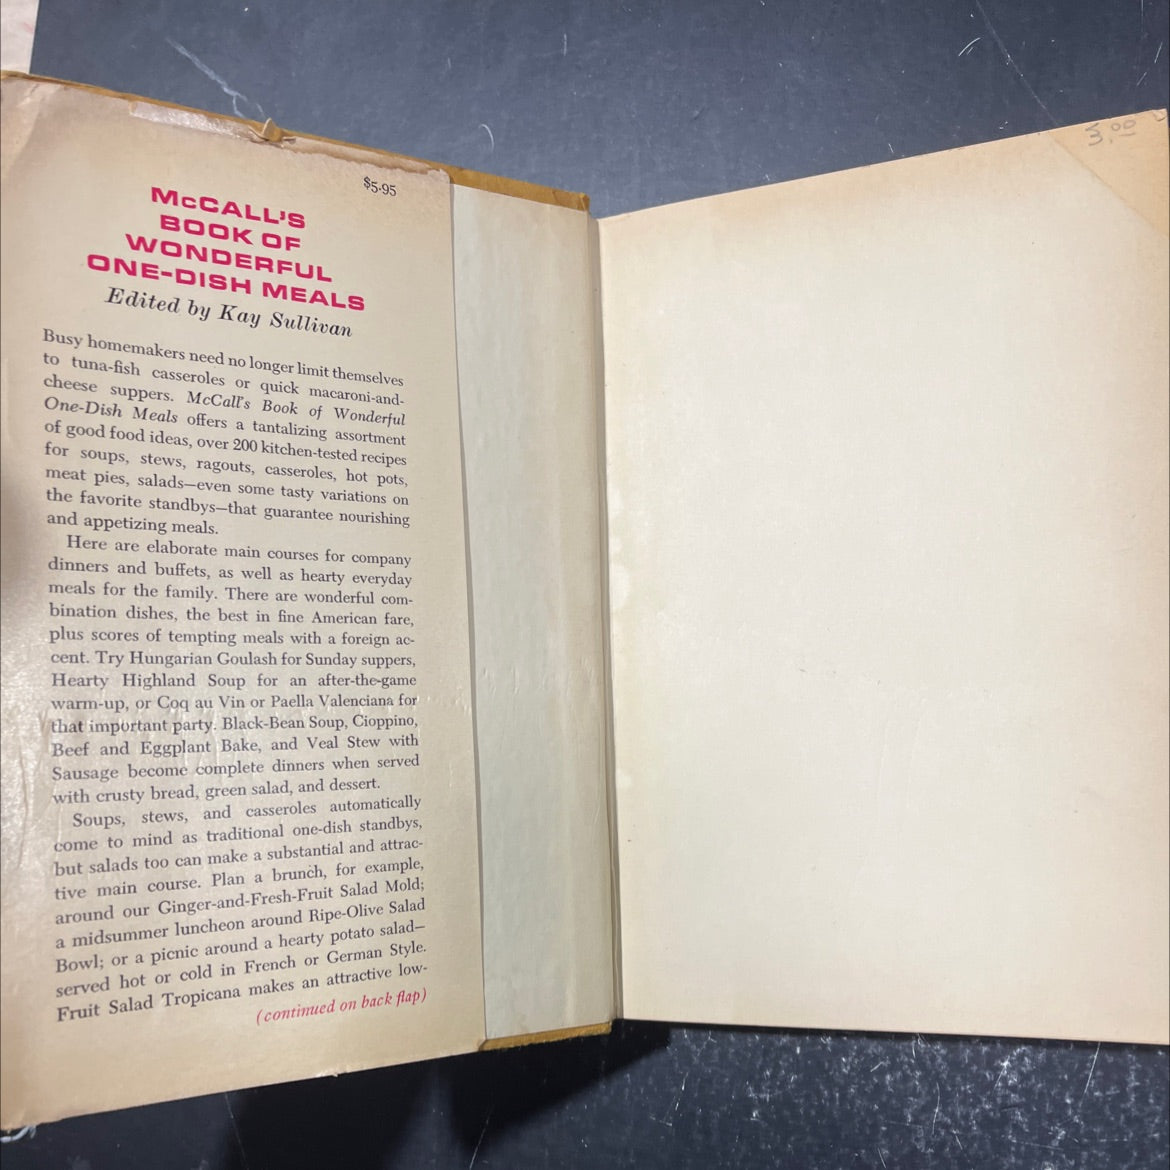 $5.95
McCALL'S
BOOK OF
WONDERFUL
ONE-DISH MEALS
Edited by Kay Sullivan
Busy homemakers need no longer limit themselves
to tuna-fish casseroles or quick macaroni-and-
cheese suppers. McCall's Book of Wonderful
One-Dish Meals offers a tantalizing assortment
of good food ideas, over 200 kitchen-tested recipes
for soups, stews, ragouts, casseroles, hot pots,
meat pies, salads—even some tasty variations on
the favorite standbys—that guarantee nourishing
and appetizing meals.
Here are elaborate main courses for company
dinners and buffets, as well as hearty everyday
meals for the family. There are wonderful com-
bination dishes, the best in fine American fare,
plus scores of tempting meals with a foreign ac-
cent. Try Hungarian Goulash for Sunday suppers,
Hearty Highland Soup for an after-the-game
warm-up, or Coq au Vin or Paella Valenciana for
that important party. Black-Bean Soup, Cioppino,
Beef and Eggplant Bake, and Veal Stew with
Sausage become complete dinners when served
with crusty bread, green salad, and dessert.
Soups, stews, and casseroles automatically
come to mind as traditional one-dish standbys,
but salads too can make a substantial and attrac-
tive main course. Plan a brunch, for example,
around our Ginger-and-Fresh-Fruit Salad Mold;
a midsummer luncheon around Ripe-Olive Salad
Bowl; or a picnic around a hearty potato salad—
served hot or cold in French or German Style.
Fruit Salad Tropicana makes an attractive low-
(continued on back flap)
3.00